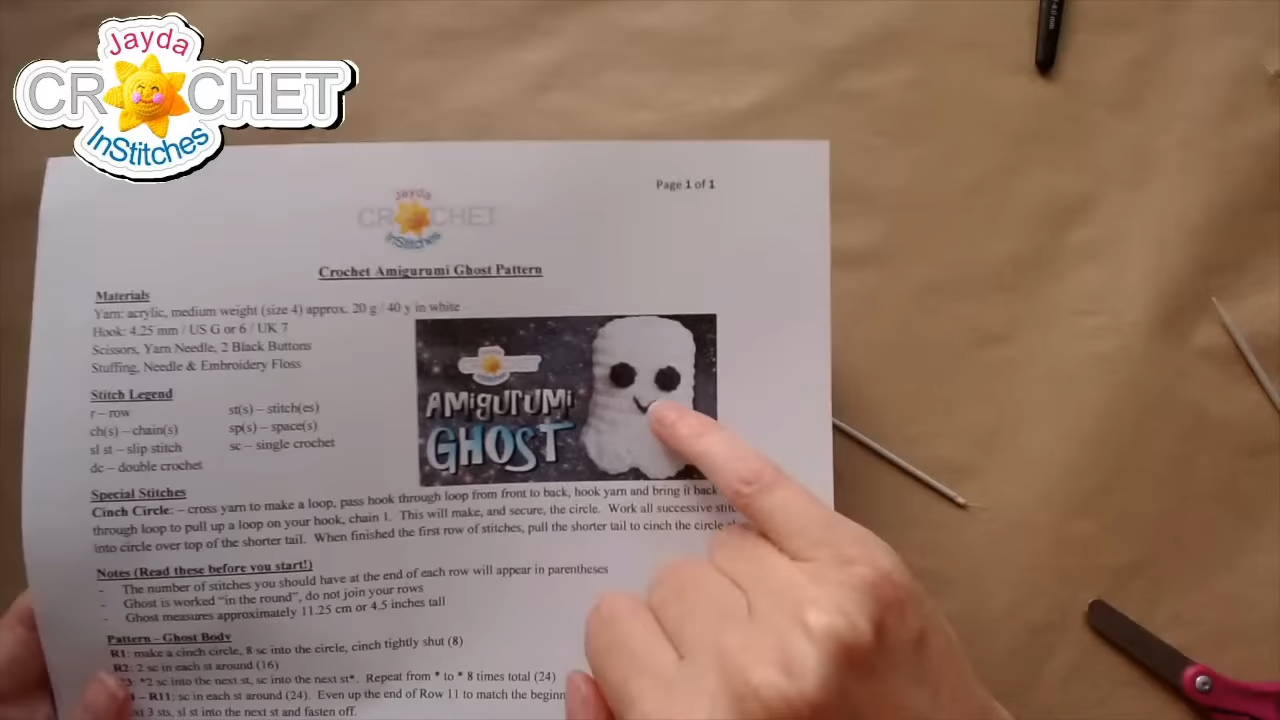 Jayda
CROCHET
InStitches
Page 1 of 1
Jayda
CROCHET
InStitches
Crochet Amigurumi Ghost Pattern
Materials
Yarn: acrylic, medium weight (size 4) approx. 20 g / 40 y in white
Hook: 4.25 mm / US G or 6 / UK 7
Scissors, Yarn Needle, 2 Black Buttons
Stuffing, Needle & Embroidery Floss
AMiGURUMi
GHOST
Stitch Legend
r – row
ch(s) – chain(s)
sl st – slip stitch
dc – double crochet
st(s) – stitch(es)
sp(s) – space(s)
sc – single crochet
Special Stitches
Cinch Circle: – cross yarn to make a loop, pass hook through loop from front to back, hook yarn and bring it back
through loop to pull up a loop on your hook, chain 1. This will make, and secure, the circle. Work all successive
into circle over top of the shorter tail. When finished the first row of stitches, pull the shorter tail to cinch the circle
Notes (Read these before you start!)
- The number of stitches you should have at the end of each row will appear in parentheses
- Ghost is worked "in the round", do not join your rows
- Ghost measures approximately 11.25 cm or 4.5 inches tall
Pattern – Ghost Body
R1: make a cinch circle, 8 sc into the circle, cinch tightly shut (8)
R2: 2 sc in each st around (16)
*2 sc into the next st, sc into the next st*. Repeat from * to * 8 times total (24)
– R11: sc in each st around (24). Even up the end of Row 11 to match the
3 sts, sl st into the next st and fasten off.